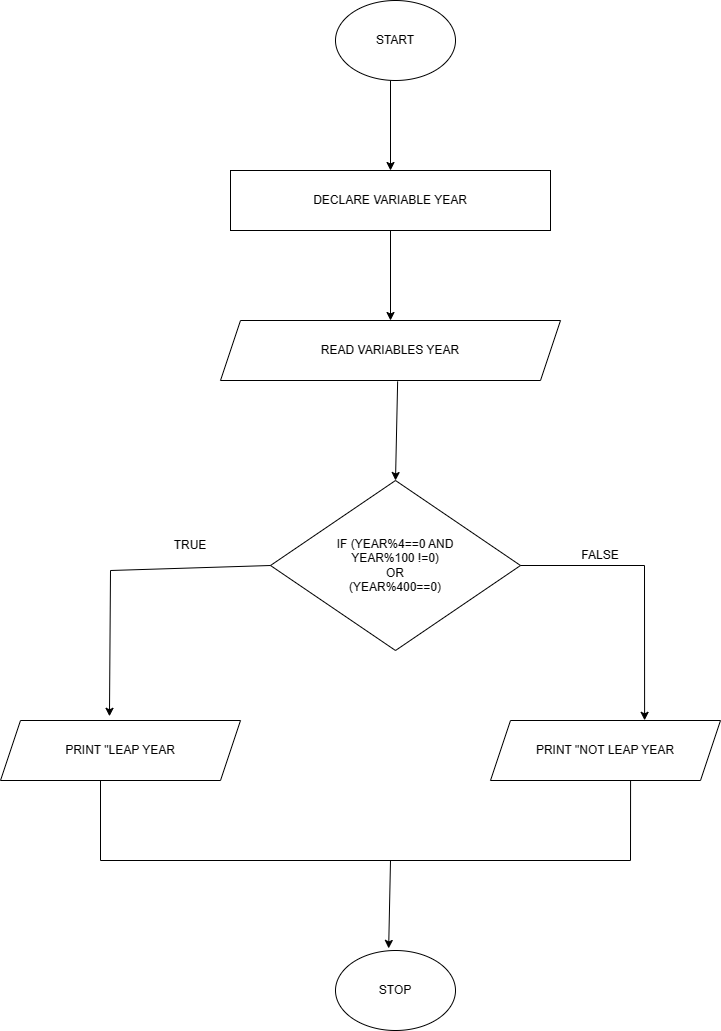 START
DECLARE VARIABLE YEAR
READ VARIABLES YEAR
TRUE
IF (YEAR%4==0 AND
YEAR%100 !=0)
OR
(YEAR%400==0)
FALSE
PRINT "LEAP YEAR
PRINT "NOT LEAP YEAR
STOP